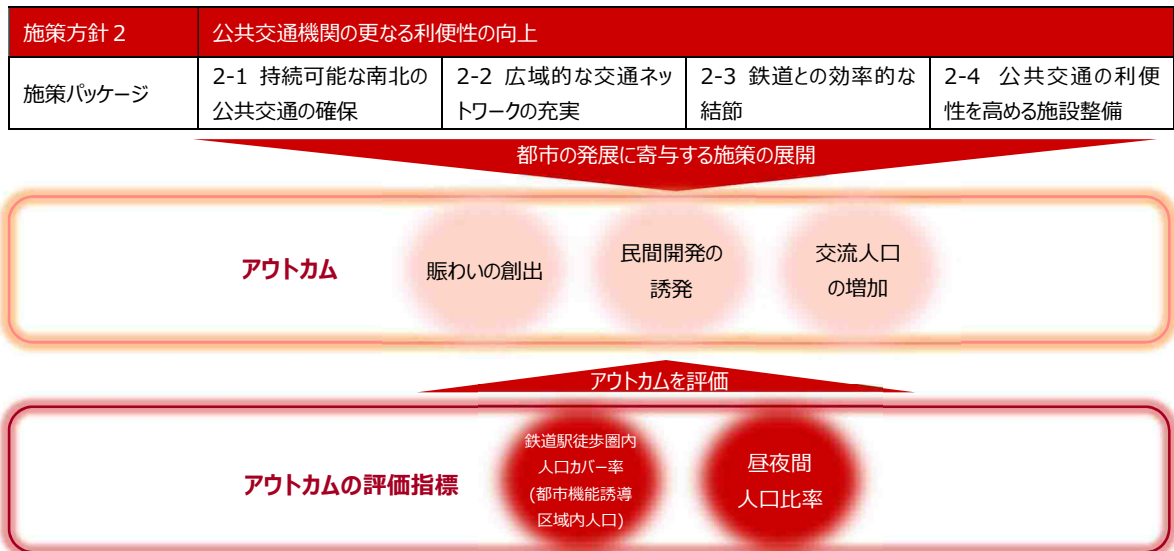 施策方針2
公共交通機関の更なる利便性の向上
施策パッケージ
2-1 持続可能な南北の
公共交通の確保
2-2 広域的な交通ネッ
トワークの充実
2-3 鉄道との効率的な
結節
2-4 公共交通の利便
性を高める施設整備
都市の発展に寄与する施策の展開
アウトカム
賑わいの創出
民間開発の
誘発
交流人口
の増加
アウトカムを評価
アウトカムの評価指標
鉄道駅徒歩圏内
人口カバー率
(都市機能誘導
区域内人口)
昼夜間
人口比率